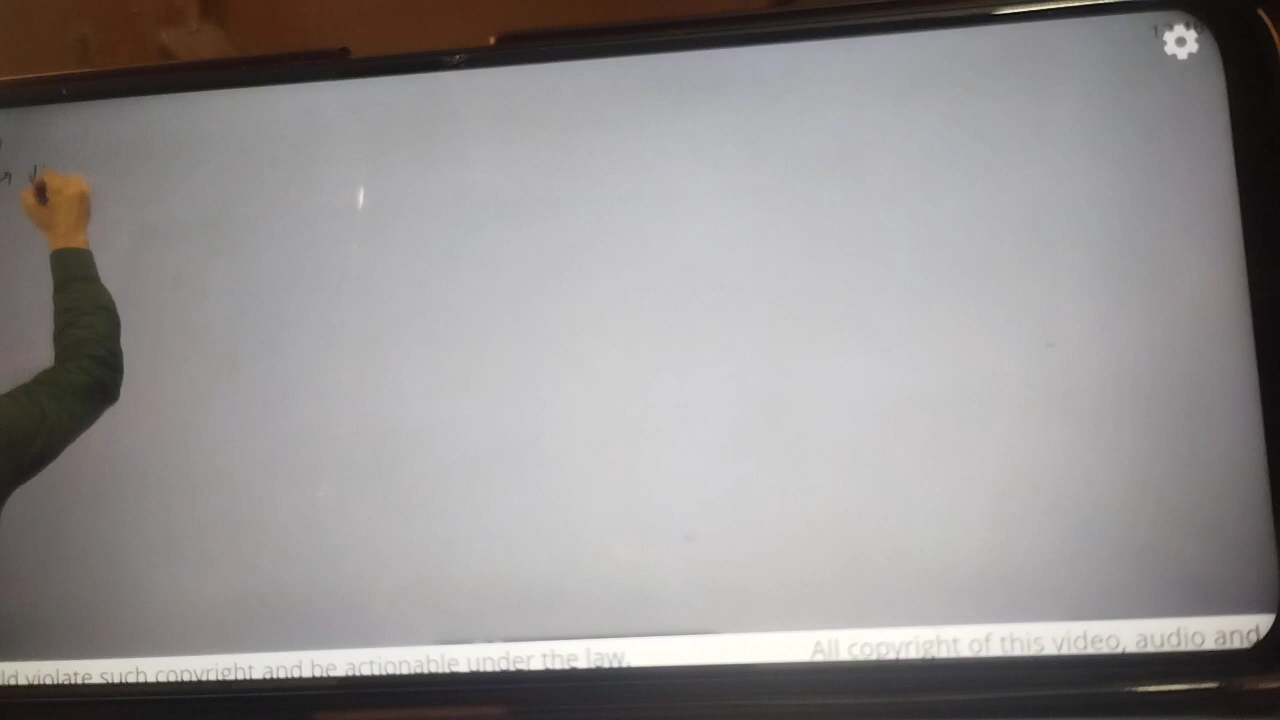 ld violate such copyright and be actionable under the law. All copyright of this video, audio and